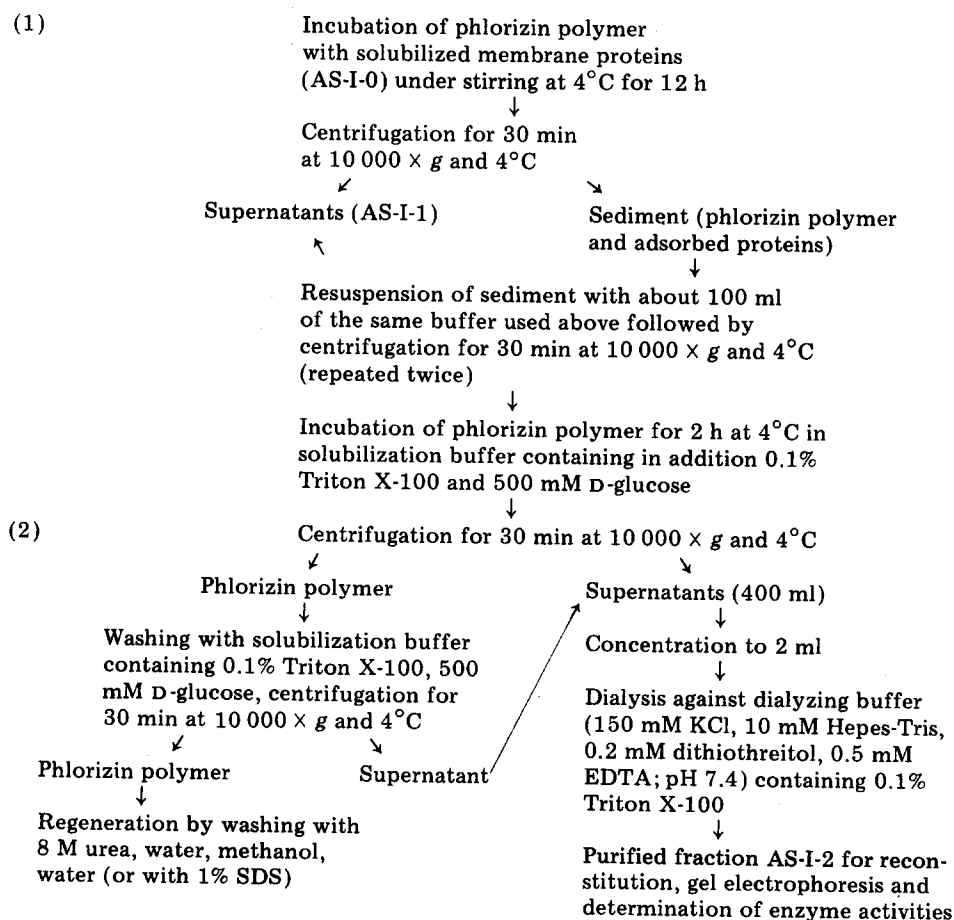 (1)
Incubation of phlorizin polymer
with solubilized membrane proteins
(AS-I-0) under stirring at 4°C for 12 h
↓
Centrifugation for 30 min
at 10 000 × g and 4°C
↙ ↘
Supernatants (AS-I-1)
↖
Sediment (phlorizin polymer
and adsorbed proteins)
↓
Resuspension of sediment with about 100 ml
of the same buffer used above followed by
centrifugation for 30 min at 10 000 × g and 4°C
(repeated twice)
↓
Incubation of phlorizin polymer for 2 h at 4°C in
solubilization buffer containing in addition 0.1%
Triton X-100 and 500 mM D-glucose
↓
(2)
Centrifugation for 30 min at 10 000 × g and 4°C
↙ ↘
Phlorizin polymer
↓
Washing with solubilization buffer
containing 0.1% Triton X-100, 500
mM D-glucose, centrifugation for
30 min at 10 000 × g and 4°C
↙ ↘
Phlorizin polymer
Supernatant
↓
Regeneration by washing with
8 M urea, water, methanol,
water (or with 1% SDS)
Supernatants (400 ml)
↓
Concentration to 2 ml
↓
Dialysis against dialyzing buffer
(150 mM KCl, 10 mM Hepes-Tris,
0.2 mM dithiothreitol, 0.5 mM
EDTA; pH 7.4) containing 0.1%
Triton X-100
↓
Purified fraction AS-I-2 for recon-
stitution, gel electrophoresis and
determination of enzyme activities